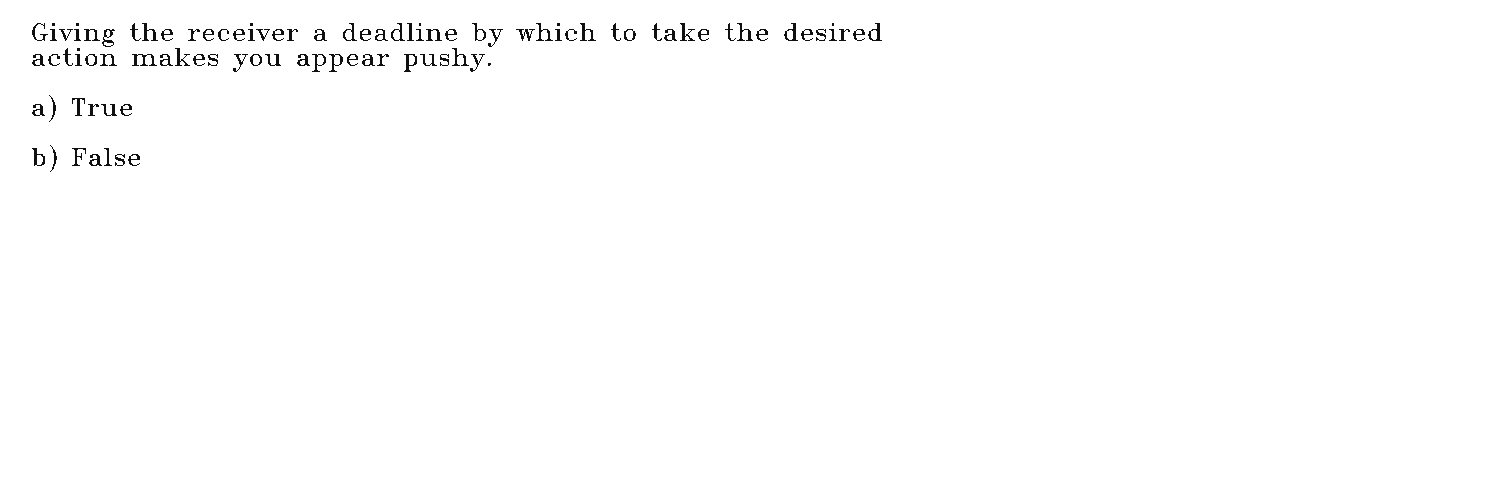 Giving the receiver a deadline by which to take the desired
action makes you appear pushy.
a) True
b) False